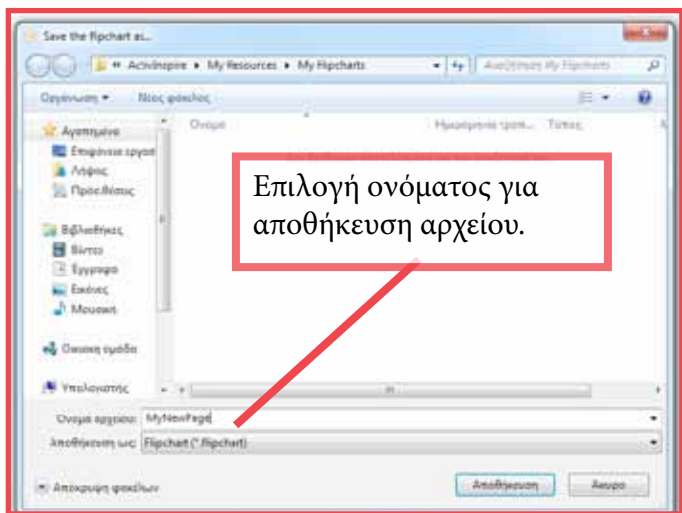 Save the flipchart as...
ActivInspire ▸ My Resources ▸ My Flipcharts
Αναζήτηση My Flipcharts
Οργάνωση Νέος φάκελος
Όνομα Ημερομηνία τροπ... Τύπος
Αγαπημένα
Επιφάνεια εργασ
Λήψεις
Πρόσ.θέσεις
Βιβλιοθήκες
Βίντεο
Έγγραφα
Εικόνες
Μουσική
Οικιακή ομάδα
Υπολογιστής
Επιλογή ονόματος για
αποθήκευση αρχείου.
Όνομα αρχείου: MyNewPage
Αποθήκευση ως: Flipchart (*.flipchart)
Απόκρυψη φακέλων
Αποθήκευση Άκυρο